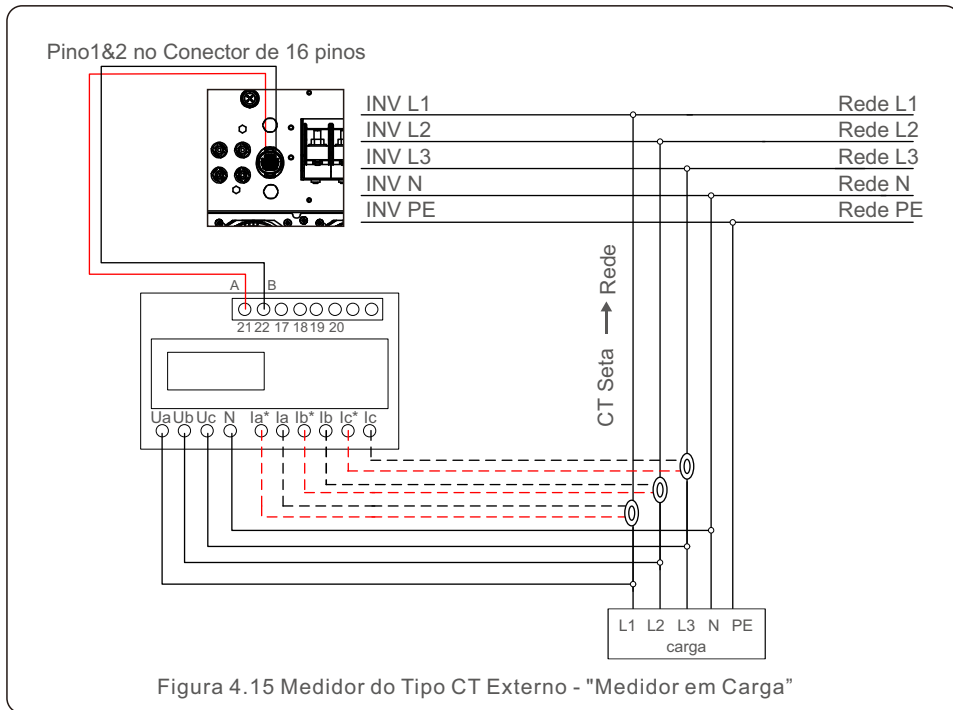 Pino1&2 no Conector de 16 pinos
INV L1 Rede L1
INV L2 Rede L2
INV L3 Rede L3
INV N Rede N
INV PE Rede PE
CT Seta → Rede
A B
21 22 17 18 19 20
Ua Ub Uc N Ia* Ia Ib* Ib Ic* Ic
L1 L2 L3 N PE
carga
Figura 4.15 Medidor do Tipo CT Externo - "Medidor em Carga”